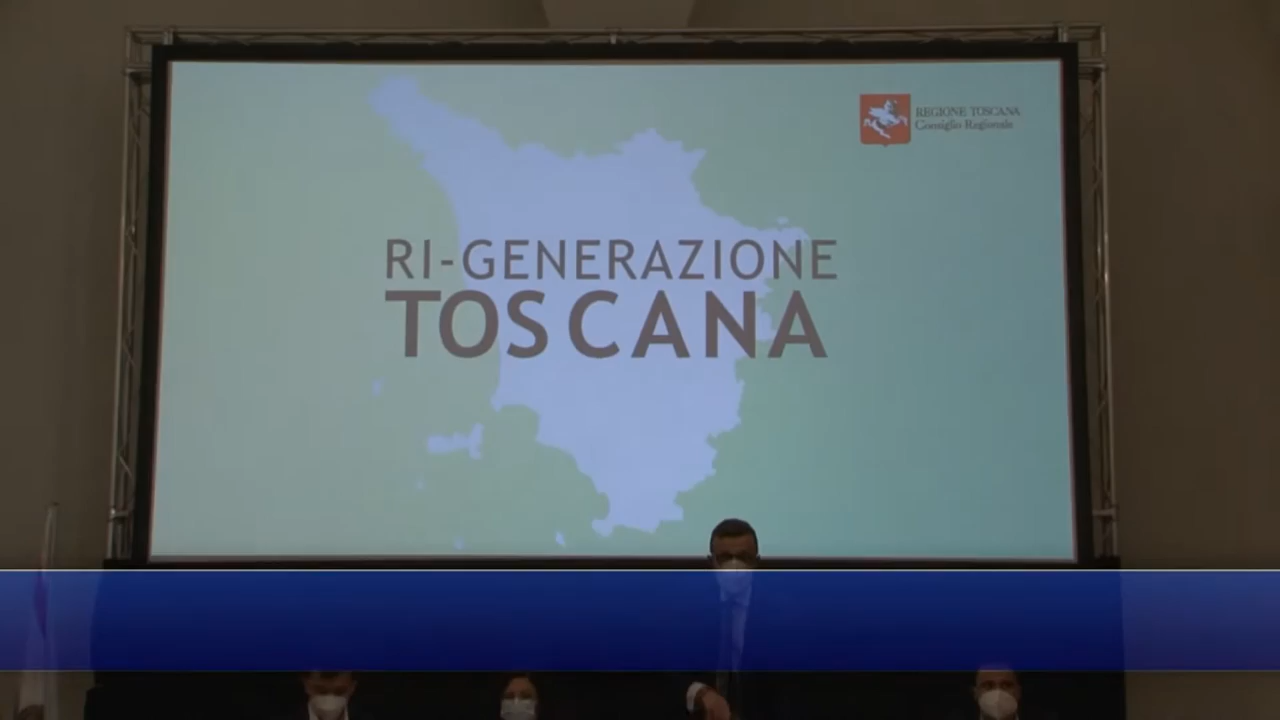 REGIONE TOSCANA
Consiglio Regionale
RI-GENERAZIONE
TOSCANA